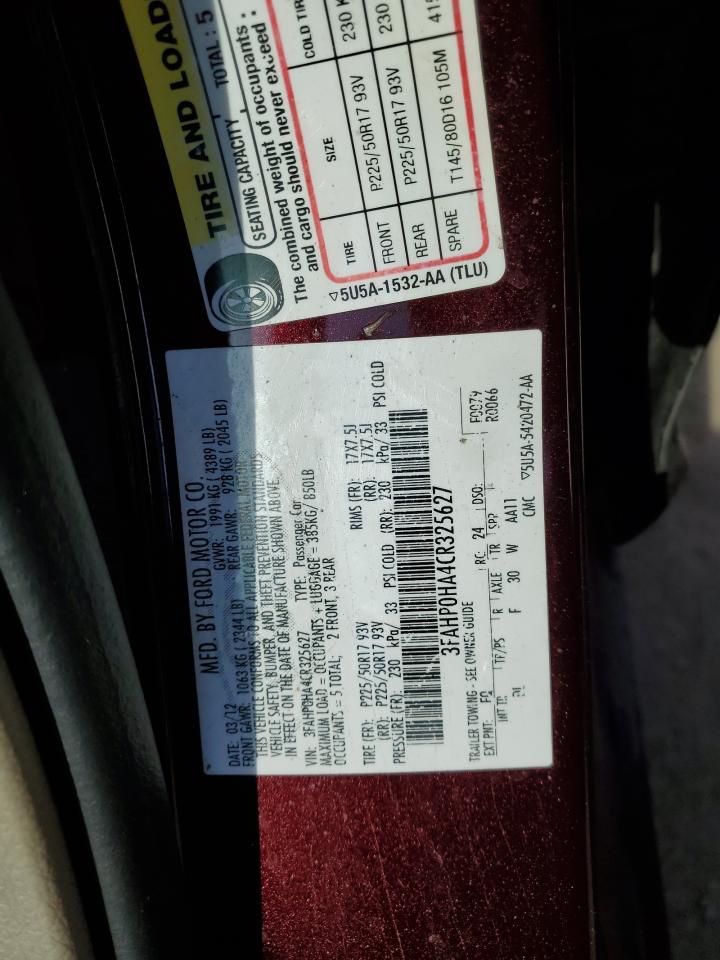 TIRE AND LOAD
SEATING CAPACITY TOTAL: 5
The combined weight of occupants
and cargo should never exceed:
TIRE SIZE COLD TIR
FRONT P225/50R17 93V 230 K
REAR P225/50R17 93V 230
SPARE T145/80D16 105M 415
▽5U5A-1532-AA (TLU)
MFD. BY FORD MOTOR CO.
DATE: 03/12 GVWR: 1991 KG ( 4389 LB)
FRONT GAWR: 1063 KG ( 2344 LB) REAR GAWR: 928 KG ( 2045 LB)
THIS VEHICLE CONFORMS TO ALL APPLICABLE FEDERAL MOTOR
VEHICLE SAFETY, BUMPER, AND THEFT PREVENTION STANDARDS
IN EFFECT ON THE DATE OF MANUFACTURE SHOWN ABOVE.
VIN: 3FAHP0HA4CR325627 TYPE: Passenger Car
MAXIMUM LOAD = OCCUPANTS + LUGGAGE = 385KG/ 850LB
OCCUPANTS = 5 TOTAL; 2 FRONT, 3 REAR
TIRE (FR): P225/50R17 93V RIMS (FR): 17X7.5J
(RR): P225/50R17 93V (RR): 17X7.5J
PRESSURE (FR): 230 kPa/ 33 PSI COLD (RR): 230 kPa/ 33 PSI COLD
3FAHP0HA4CR325627
TRAILER TOWING - SEE OWNER GUIDE F0079
EXT PNT: RC: 24 DSO: R0066
INT TR TP/PS R AXLE TR SPR
F 30 W AA11
CMC ▽5U5A-5420472-AA